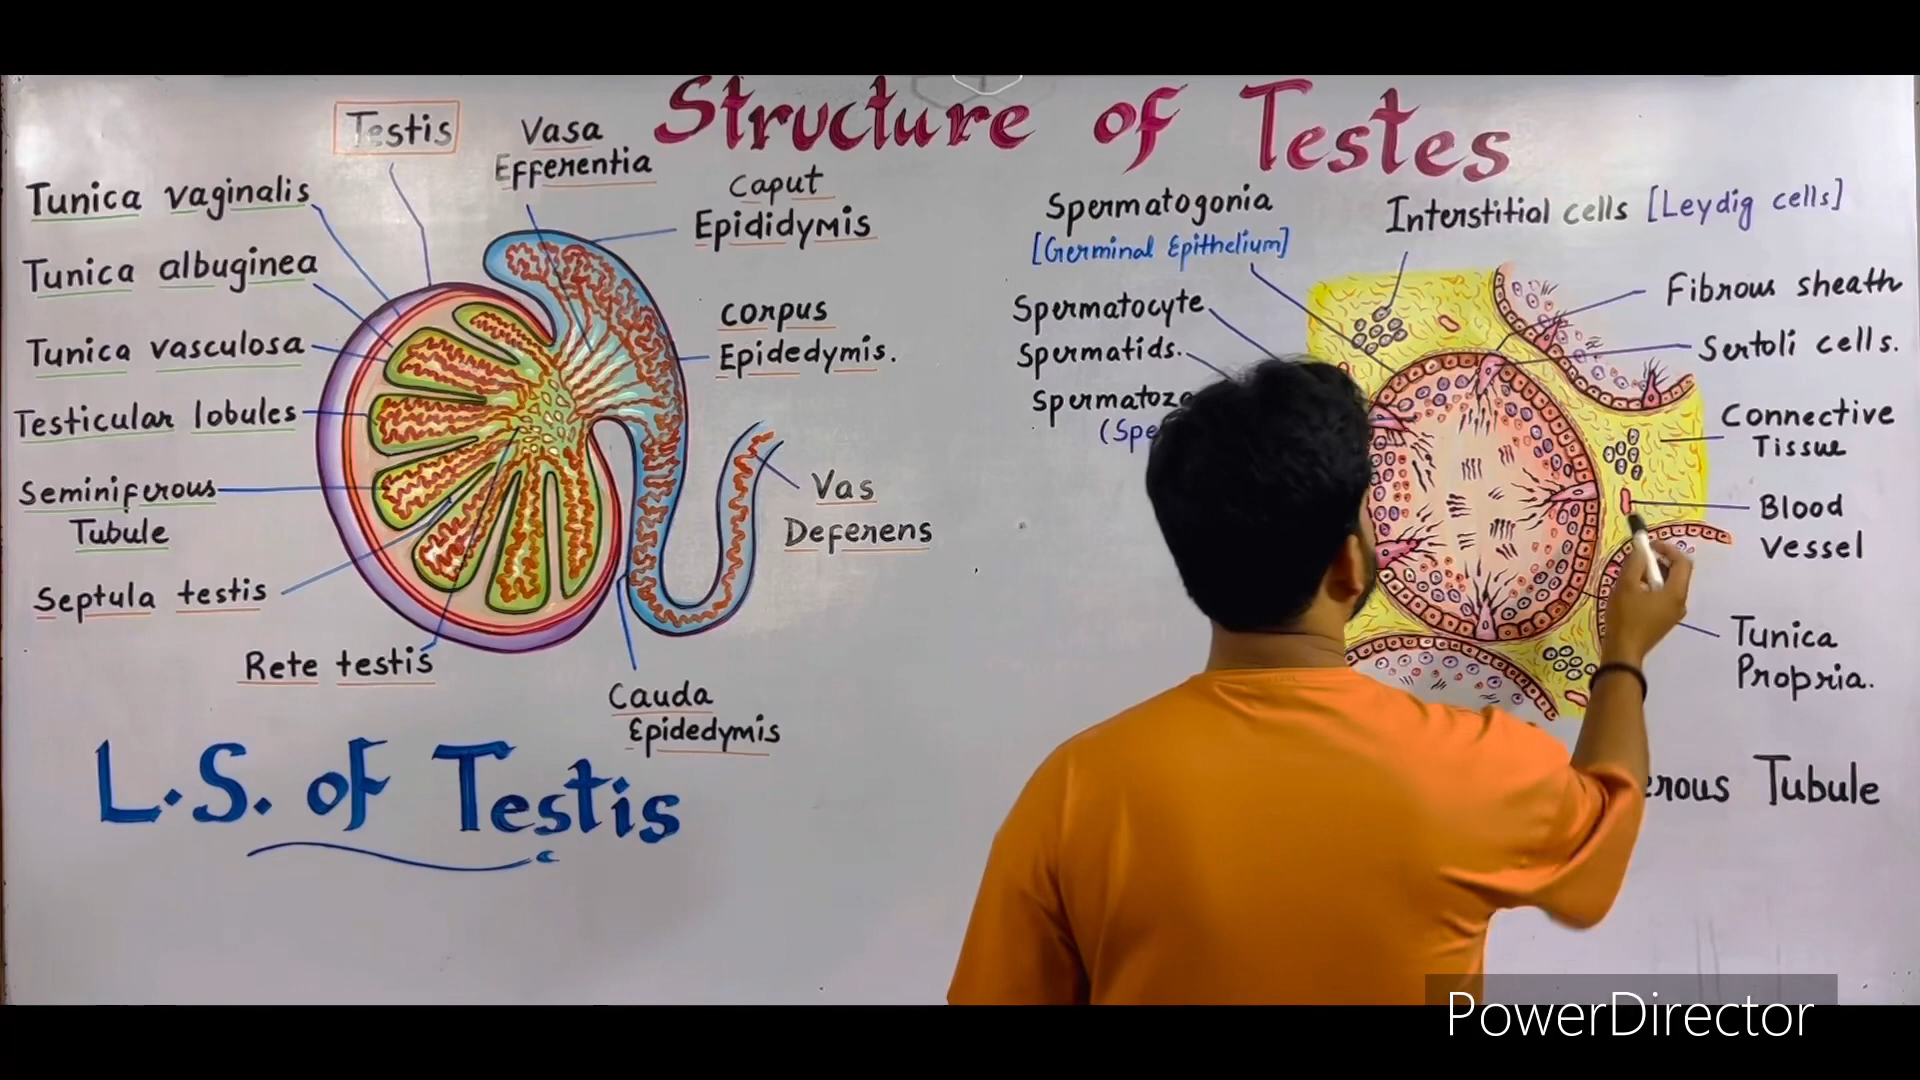 Structure of Testes
Testis
Vasa
Efferentia
Caput
Epididymis
Tunica vaginalis
Tunica albuginea
Tunica vasculosa
Testicular lobules
Seminiferous
Tubule
Septula testis
Rete testis
Corpus
Epidedymis.
Vas
Deferens
Cauda
Epidedymis
L.S. of Testis
Spermatogonia
[Germinal Epithelium]
Spermatocyte
Spermatids.
Interstitial cells [Leydig cells]
Fibrous sheath
Sertoli cells.
Connective
Tissue
Blood
Vessel
Tunica
Propria.
Tubule
PowerDirector